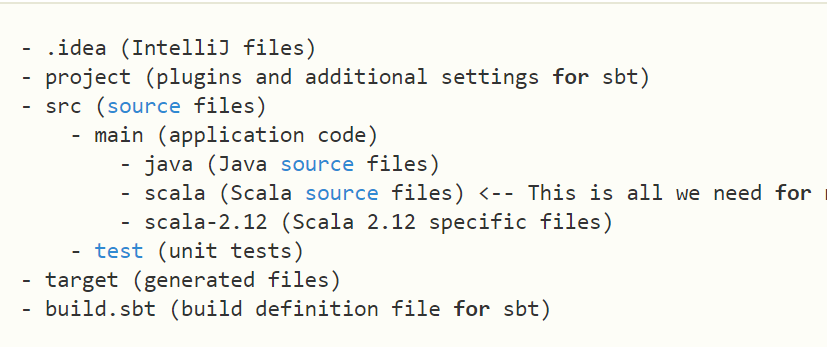 - .idea (IntelliJ files)
- project (plugins and additional settings for sbt)
- src (source files)
    - main (application code)
        - java (Java source files)
        - scala (Scala source files) <-- This is all we need for
        - scala-2.12 (Scala 2.12 specific files)
    - test (unit tests)
- target (generated files)
- build.sbt (build definition file for sbt)